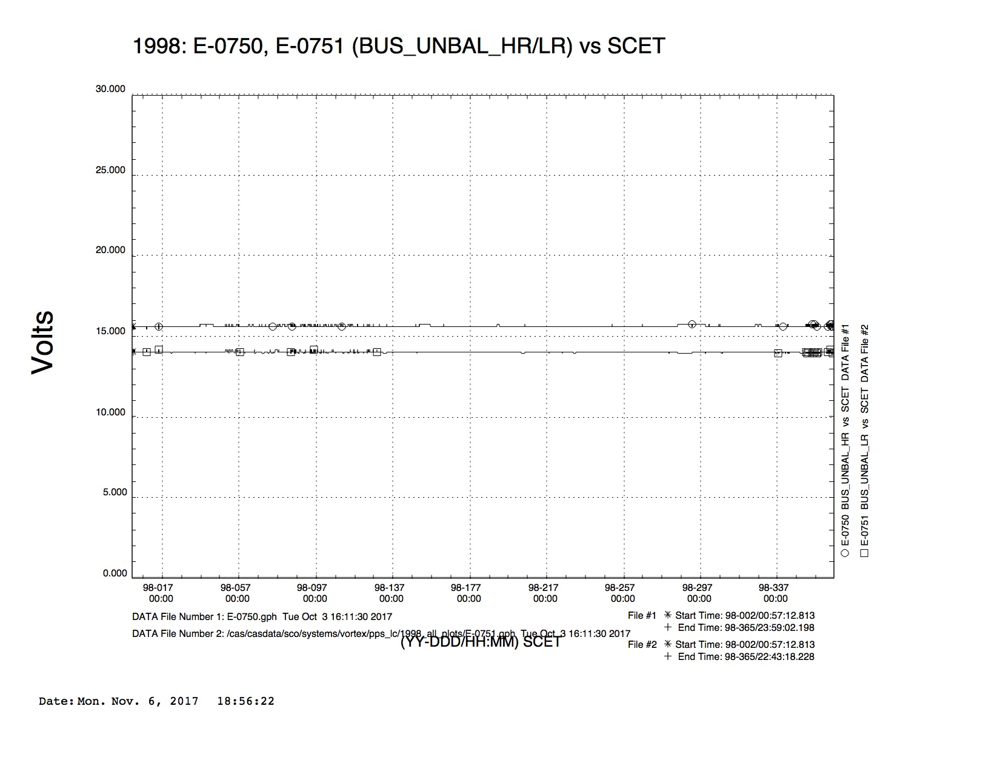 1998: E-0750, E-0751 (BUS_UNBAL_HR/LR) vs SCET
Volts
30.000
25.000
20.000
15.000
10.000
5.000
0.000
98-017 98-057 98-097 98-137 98-177 98-217 98-257 98-297 98-337
00:00 00:00 00:00 00:00 00:00 00:00 00:00 00:00 00:00
E-0750 BUS_UNBAL_HR vs SCET DATA File #1
E-0751 BUS_UNBAL_LR vs SCET DATA File #2
DATA File Number 1: E-0750.gph Tue Oct 3 16:11:30 2017
DATA File Number 2: /cas/casdata/sco/systems/vortex/pps_lc/1998_all_plots/E-0751.gph Tue Oct 3 16:11:30 2017
(YY-DDD/HH:MM) SCET
File #1 Start Time: 98-002/00:57:12.813
End Time: 98-365/23:59:02.198
File #2 Start Time: 98-002/00:57:12.813
End Time: 98-365/22:43:18.228
Date: Mon. Nov. 6, 2017 18:56:22